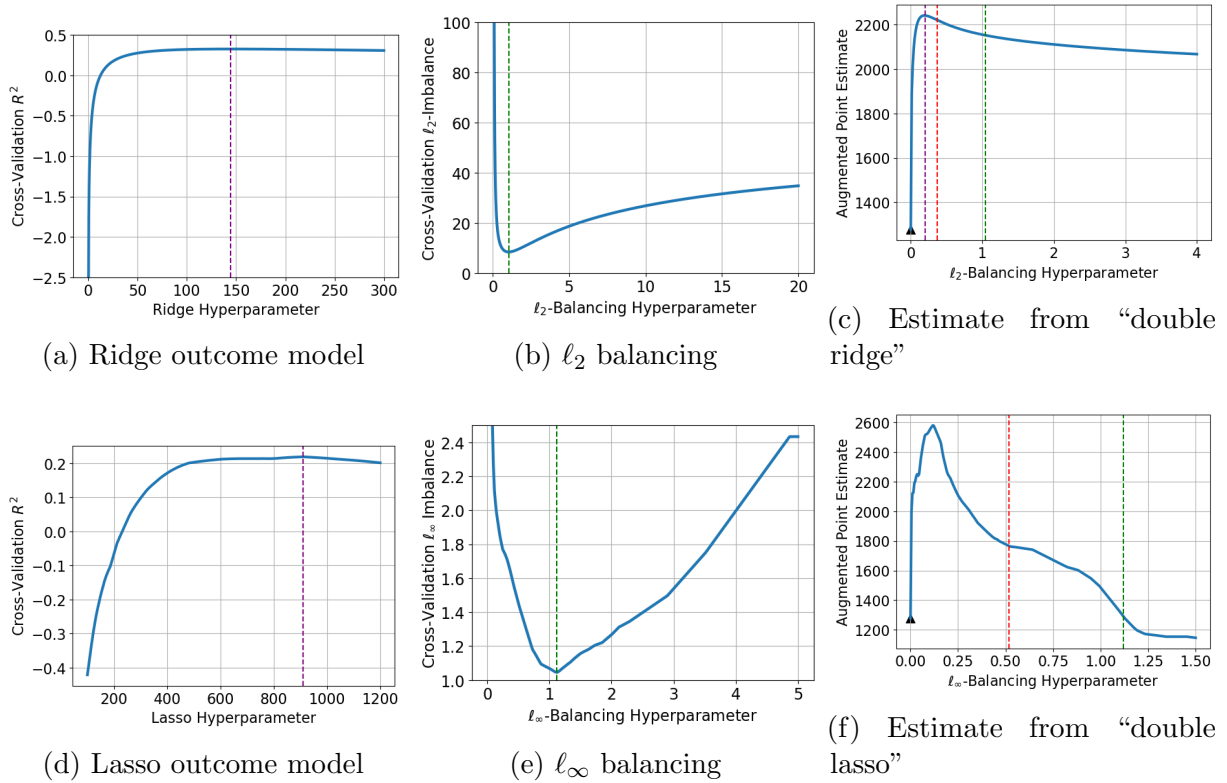 0.5
0.0
−0.5
−1.0
−1.5
−2.0
−2.5
Cross-Validation R²
0 50 100 150 200 250 300
Ridge Hyperparameter
(a) Ridge outcome model
100
80
60
40
20
0
Cross-Validation ℓ₂-Imbalance
0 5 10 15 20
ℓ₂-Balancing Hyperparameter
(b) ℓ₂ balancing
2200
2000
1800
1600
1400
Augmented Point Estimate
0 1 2 3 4
ℓ₂-Balancing Hyperparameter
(c) Estimate from “double
ridge”
0.2
0.1
0.0
−0.1
−0.2
−0.3
−0.4
Cross-Validation R²
200 400 600 800 1000 1200
Lasso Hyperparameter
(d) Lasso outcome model
2.4
2.2
2.0
1.8
1.6
1.4
1.2
1.0
Cross-Validation ℓ∞ Imbalance
0 1 2 3 4 5
ℓ∞-Balancing Hyperparameter
(e) ℓ∞ balancing
2600
2400
2200
2000
1800
1600
1400
1200
Augmented Point Estimate
0.00 0.25 0.50 0.75 1.00 1.25 1.50
ℓ∞-Balancing Hyperparameter
(f) Estimate from “double
lasso”